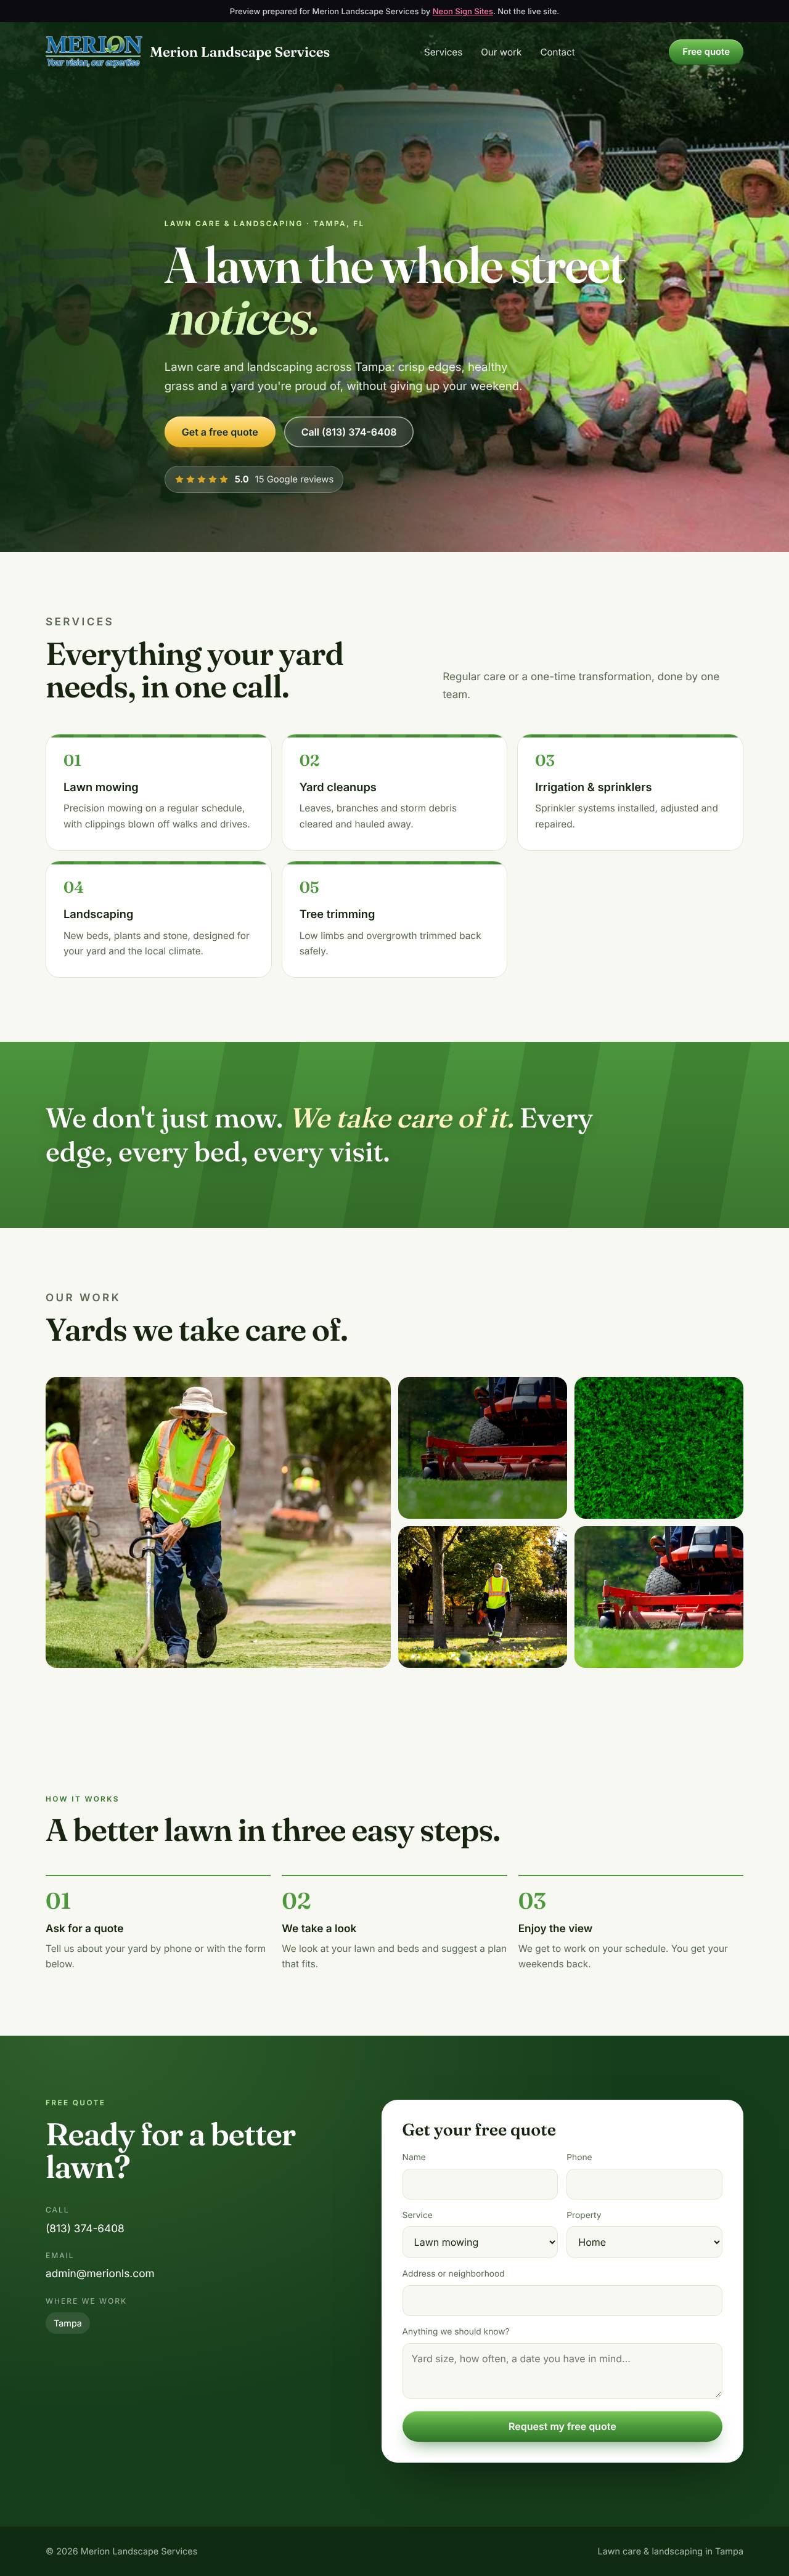 Preview prepared for Merion Landscape Services by Neon Sign Sites. Not the live site.
MERION
Your vision, our expertise
Merion Landscape Services
Services
Our work
Contact
Free quote
LAWN CARE & LANDSCAPING · TAMPA, FL
A lawn the whole street
notices.
Lawn care and landscaping across Tampa: crisp edges, healthy
grass and a yard you're proud of, without giving up your weekend.
Get a free quote
Call (813) 374-6408
5.0 15 Google reviews
SERVICES
Everything your yard
needs, in one call.
Regular care or a one-time transformation, done by one
team.
01
Lawn mowing
Precision mowing on a regular schedule,
with clippings blown off walks and drives.
02
Yard cleanups
Leaves, branches and storm debris
cleared and hauled away.
03
Irrigation & sprinklers
Sprinkler systems installed, adjusted and
repaired.
04
Landscaping
New beds, plants and stone, designed for
your yard and the local climate.
05
Tree trimming
Low limbs and overgrowth trimmed back
safely.
We don't just mow. We take care of it. Every
edge, every bed, every visit.
OUR WORK
Yards we take care of.
HOW IT WORKS
A better lawn in three easy steps.
01
Ask for a quote
Tell us about your yard by phone or with the form
below.
02
We take a look
We look at your lawn and beds and suggest a plan
that fits.
03
Enjoy the view
We get to work on your schedule. You get your
weekends back.
FREE QUOTE
Ready for a better
lawn?
CALL
(813) 374-6408
EMAIL
admin@merionls.com
WHERE WE WORK
Tampa
Get your free quote
Name
Phone
Service
Property
Lawn mowing
Home
Address or neighborhood
Anything we should know?
Yard size, how often, a date you have in mind...
Request my free quote
© 2026 Merion Landscape Services
Lawn care & landscaping in Tampa